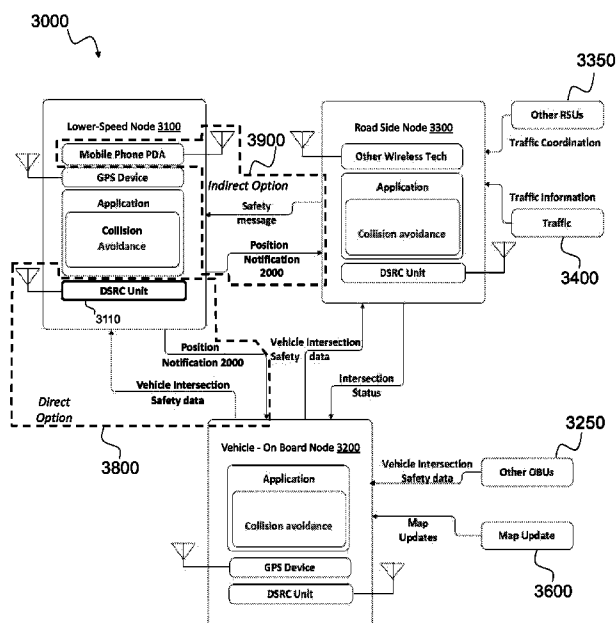 3000
Lower-Speed Node 3100
Mobile Phone PDA
GPS Device
Application
Collision
Avoidance
DSRC Unit
3110
3900
Indirect Option
Safety
message
Position
Notification 2000
Road Side Node 3300
Other Wireless Tech
Application
Collision avoidance
DSRC Unit
3350
Other RSUs
Traffic Coordination
Traffic Information
Traffic
3400
Position
Notification 2000
Vehicle Intersection
Safety data
Vehicle Intersection
Safety data
Intersection
Status
Direct
Option
3800
Vehicle - On Board Node 3200
Application
Collision avoidance
GPS Device
DSRC Unit
3250
Vehicle Intersection
Safety data
Other OBUs
Map
Updates
Map Update
3600